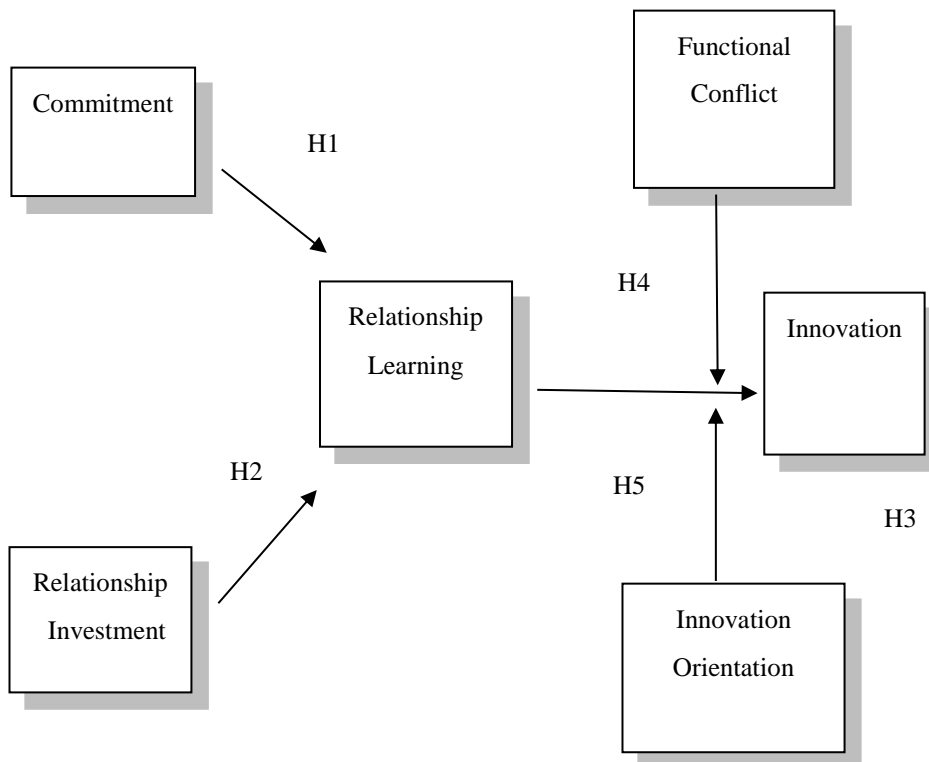 Functional
Conflict
Commitment
H1
H4
Relationship
Learning
Innovation
H2
H5
H3
Relationship
Investment
Innovation
Orientation